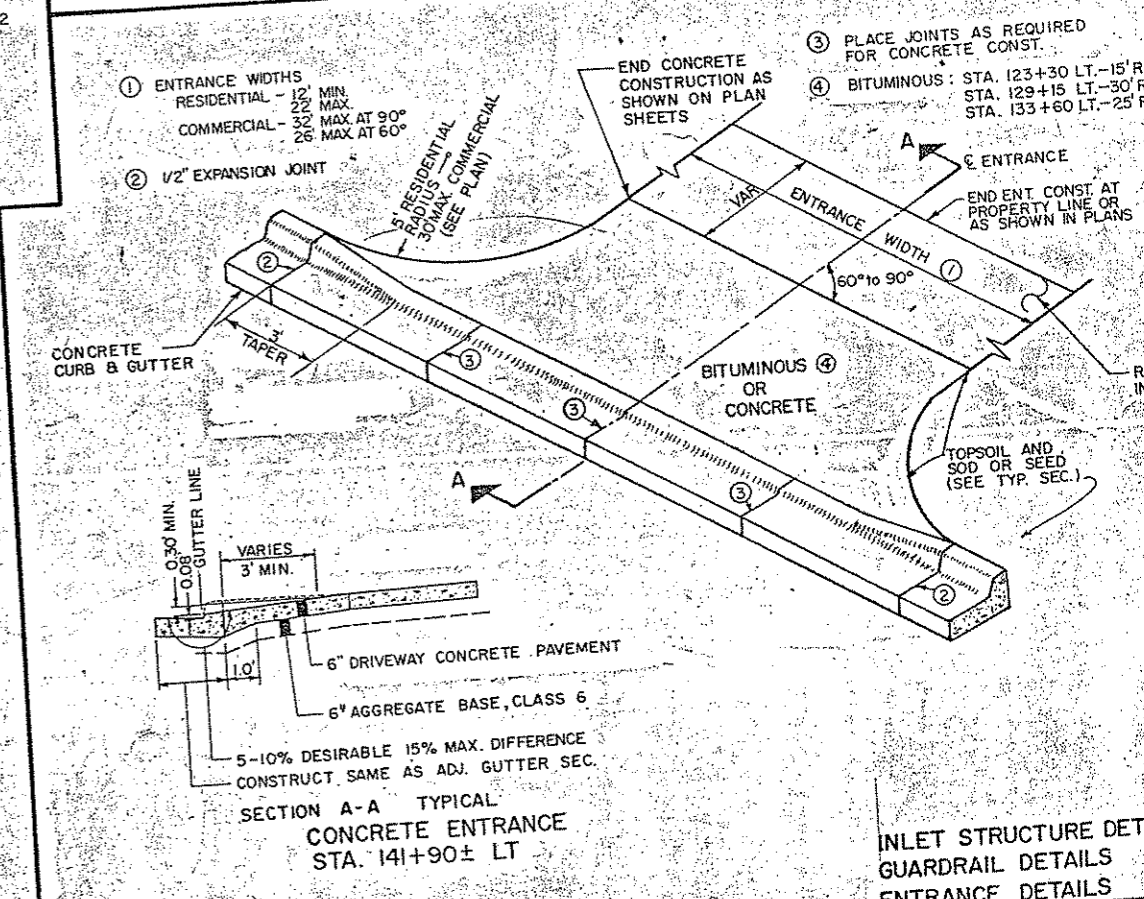 2
① ENTRANCE WIDTHS
RESIDENTIAL - 12' MIN.
22' MAX.
COMMERCIAL - 32' MAX. AT 90°
26' MAX. AT 60°
② 1/2" EXPANSION JOINT
5' RESIDENTIAL
RADIUS
30' MAX. COMMERCIAL
(SEE PLAN)
END CONCRETE
CONSTRUCTION AS
SHOWN ON PLAN
SHEETS
③ PLACE JOINTS AS REQUIRED
FOR CONCRETE CONST.
④ BITUMINOUS: STA. 123+30 LT.-15' R
STA. 129+15 LT.-30' R
STA. 133+60 LT.-25' R
A
℄ ENTRANCE
END ENT. CONST. AT
PROPERTY LINE OR
AS SHOWN IN PLANS
VAR.
ENTRANCE WIDTH ①
60° to 90°
②
CONCRETE
CURB & GUTTER
3'
TAPER
③
③
BITUMINOUS ④
OR
CONCRETE
R
IN
TOPSOIL AND
SOD OR SEED
(SEE TYP. SEC.)
A
③
②
0.30' MIN.
0.08
GUTTER LINE
VARIES
3' MIN.
1.0'
6" DRIVEWAY CONCRETE PAVEMENT
6" AGGREGATE BASE, CLASS 6
5-10% DESIRABLE 15% MAX. DIFFERENCE
CONSTRUCT SAME AS ADJ. GUTTER SEC.
SECTION A-A TYPICAL
CONCRETE ENTRANCE
STA. 141+90± LT
INLET STRUCTURE DET
GUARDRAIL DETAILS
ENTRANCE DETAILS